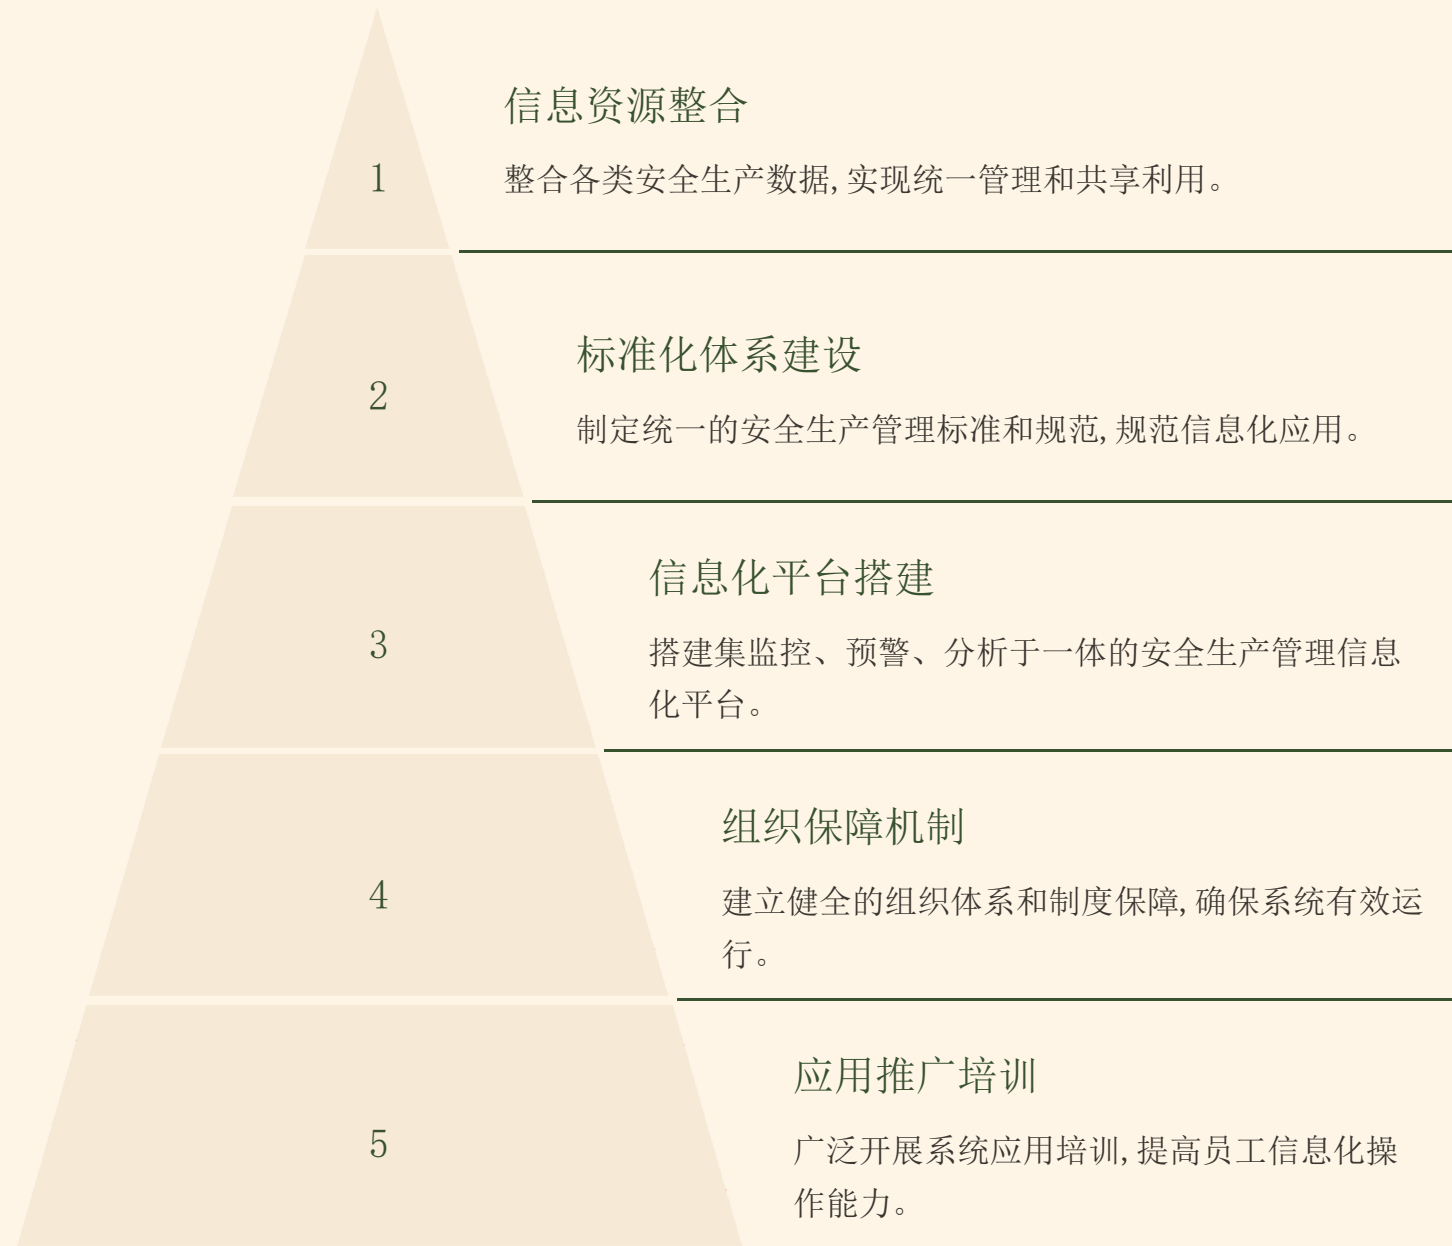 信息资源整合
1
整合各类安全生产数据,实现统一管理和共享利用。
标准化体系建设
2
制定统一的安全生产管理标准和规范,规范信息化应用。
信息化平台搭建
3
搭建集监控、预警、分析于一体的安全生产管理信息
化平台。
组织保障机制
4
建立健全的组织体系和制度保障,确保系统有效运
行。
应用推广培训
5
广泛开展系统应用培训,提高员工信息化操
作能力。